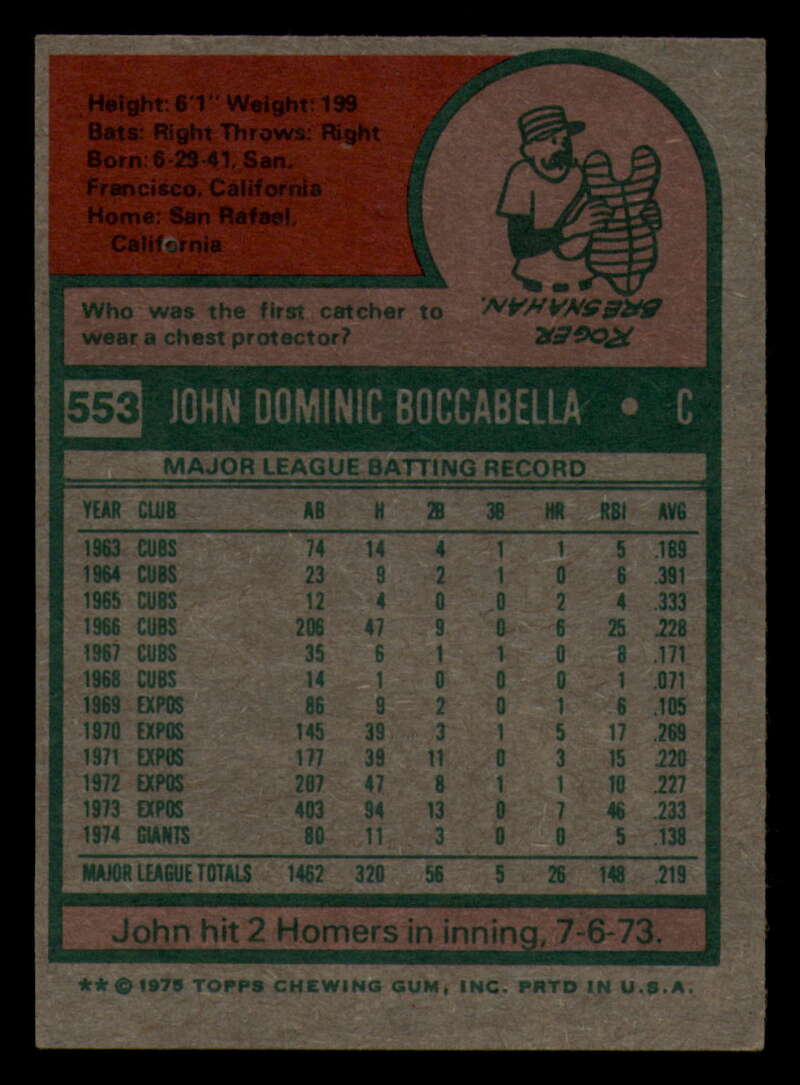 Height: 6'1" Weight: 199
Bats: Right Throws: Right
Born: 6-29-41, San.
Francisco, California
Home: San Rafael,
California
Who was the first catcher to
wear a chest protector?
ROGER
BRESNAHAN.
553 JOHN DOMINIC BOCCABELLA • C
MAJOR LEAGUE BATTING RECORD
YEAR CLUB AB H 2B 3B HR RBI AVG
1963 CUBS 74 14 4 1 1 5 .189
1964 CUBS 23 9 2 1 0 6 .391
1965 CUBS 12 4 0 0 2 4 .333
1966 CUBS 206 47 9 0 6 25 .228
1967 CUBS 35 6 1 1 0 8 .171
1968 CUBS 14 1 0 0 0 1 .071
1969 EXPOS 86 9 2 0 1 6 .105
1970 EXPOS 145 39 3 1 5 17 .269
1971 EXPOS 177 39 11 0 3 15 .220
1972 EXPOS 207 47 8 1 1 10 .227
1973 EXPOS 403 94 13 0 7 46 .233
1974 GIANTS 80 11 3 0 0 5 .138
MAJOR LEAGUE TOTALS 1462 320 56 5 26 148 .219
John hit 2 Homers in inning, 7-6-73.
** © 1975 TOPPS CHEWING GUM, INC. PRTD IN U.S.A.